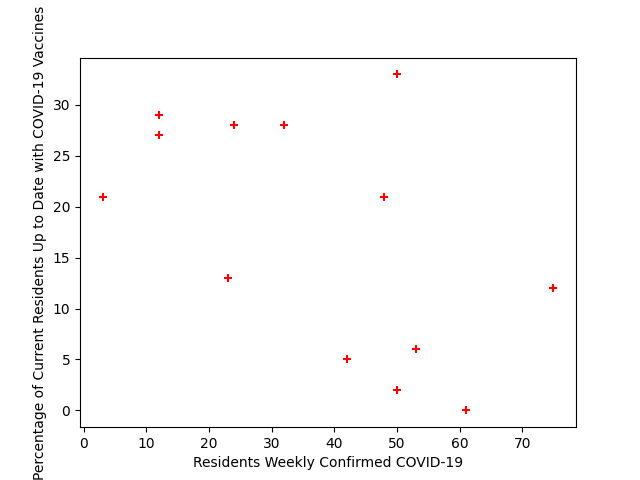 Percentage of Current Residents Up to Date with COVID-19 Vaccines
30
25
20
15
10
5
0
0 10 20 30 40 50 60 70
Residents Weekly Confirmed COVID-19